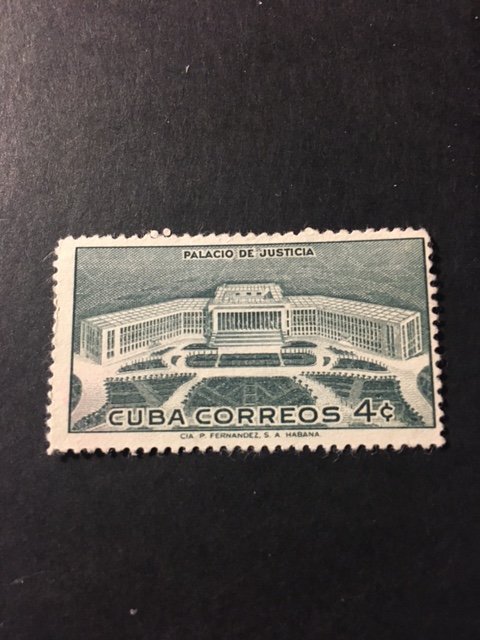 PALACIO DE JUSTICIA
CUBA CORREOS 4¢
CIA. P. FERNANDEZ, S. A. HABANA